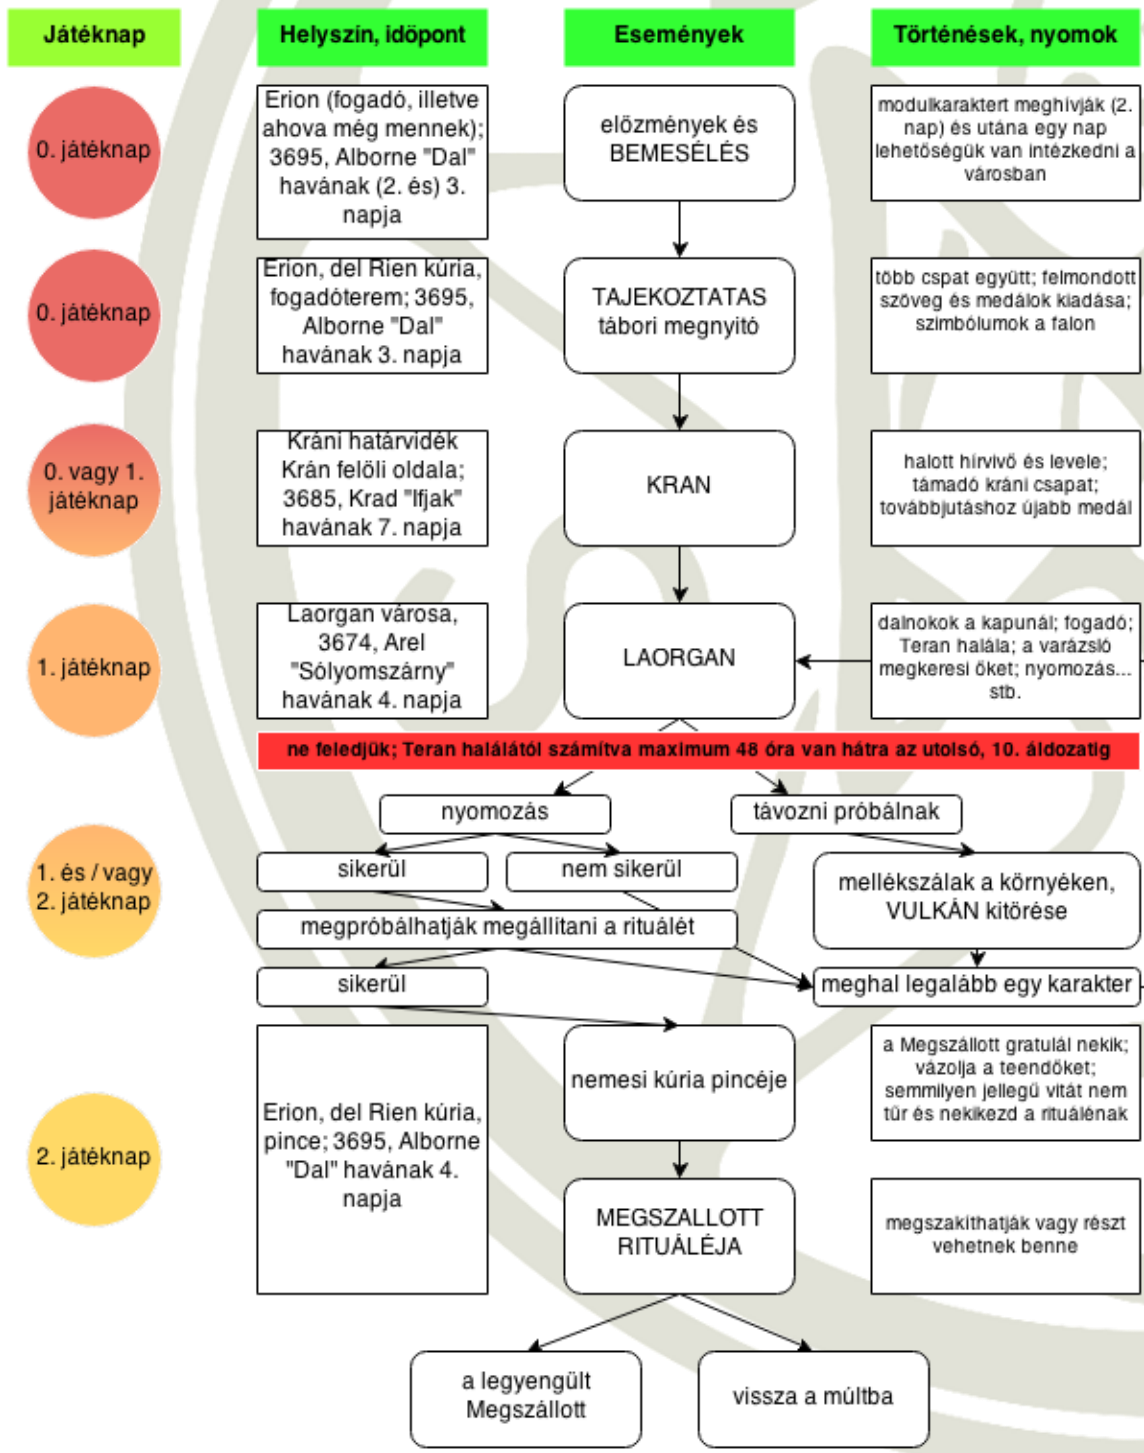 Játéknap
Helyszín, időpont
Események
Történések, nyomok
0. játéknap
Erion (fogadó, illetve
ahova még mennek);
3695, Alborne "Dal"
havának (2. és) 3.
napja
előzmények és
BEMESÉLÉS
modulkaraktert meghívják (2.
nap) és utána egy nap
lehetőségük van intézkedni a
városban
0. játéknap
Erion, del Rien kúria,
fogadóterem; 3695,
Alborne "Dal"
havának 3. napja
TAJEKOZTATAS
tábori megnyitó
több cspat együtt; felmondott
szöveg és medálok kiadása;
szimbólumok a falon
0. vagy 1.
játéknap
Kráni határvidék
Krán felöli oldala;
3685, Krad "Ifjak"
havának 7. napja
KRAN
halott hírvivő és levele;
támadó kráni csapat;
továbbjutáshoz újabb medál
1. játéknap
Laorgan városa,
3674, Arel
"Sólyomszárny"
havának 4. napja
LAORGAN
dalnokok a kapunál; fogadó;
Teran halála; a varázsló
megkeresi őket; nyomozás...
stb.
ne feledjük; Teran halálától számítva maximum 48 óra van hátra az utolsó, 10. áldozatig
nyomozás
távozni próbálnak
1. és / vagy
2. játéknap
sikerül
nem sikerül
mellékszálak a környéken,
VULKÁN kitörése
megpróbálhatják megállítani a rituálét
sikerül
meghal legalább egy karakter
2. játéknap
Erion, del Rien kúria,
pince; 3695, Alborne
"Dal" havának 4.
napja
nemesi kúria pincéje
a Megszállott gratulál nekik;
vázolja a teendőket;
semmilyen jellegű vitát nem
tűr és nekikezd a rituálénak
MEGSZALLOTT
RITUÁLÉJA
megszakíthatják vagy részt
vehetnek benne
a legyengült
Megszállott
vissza a múltba